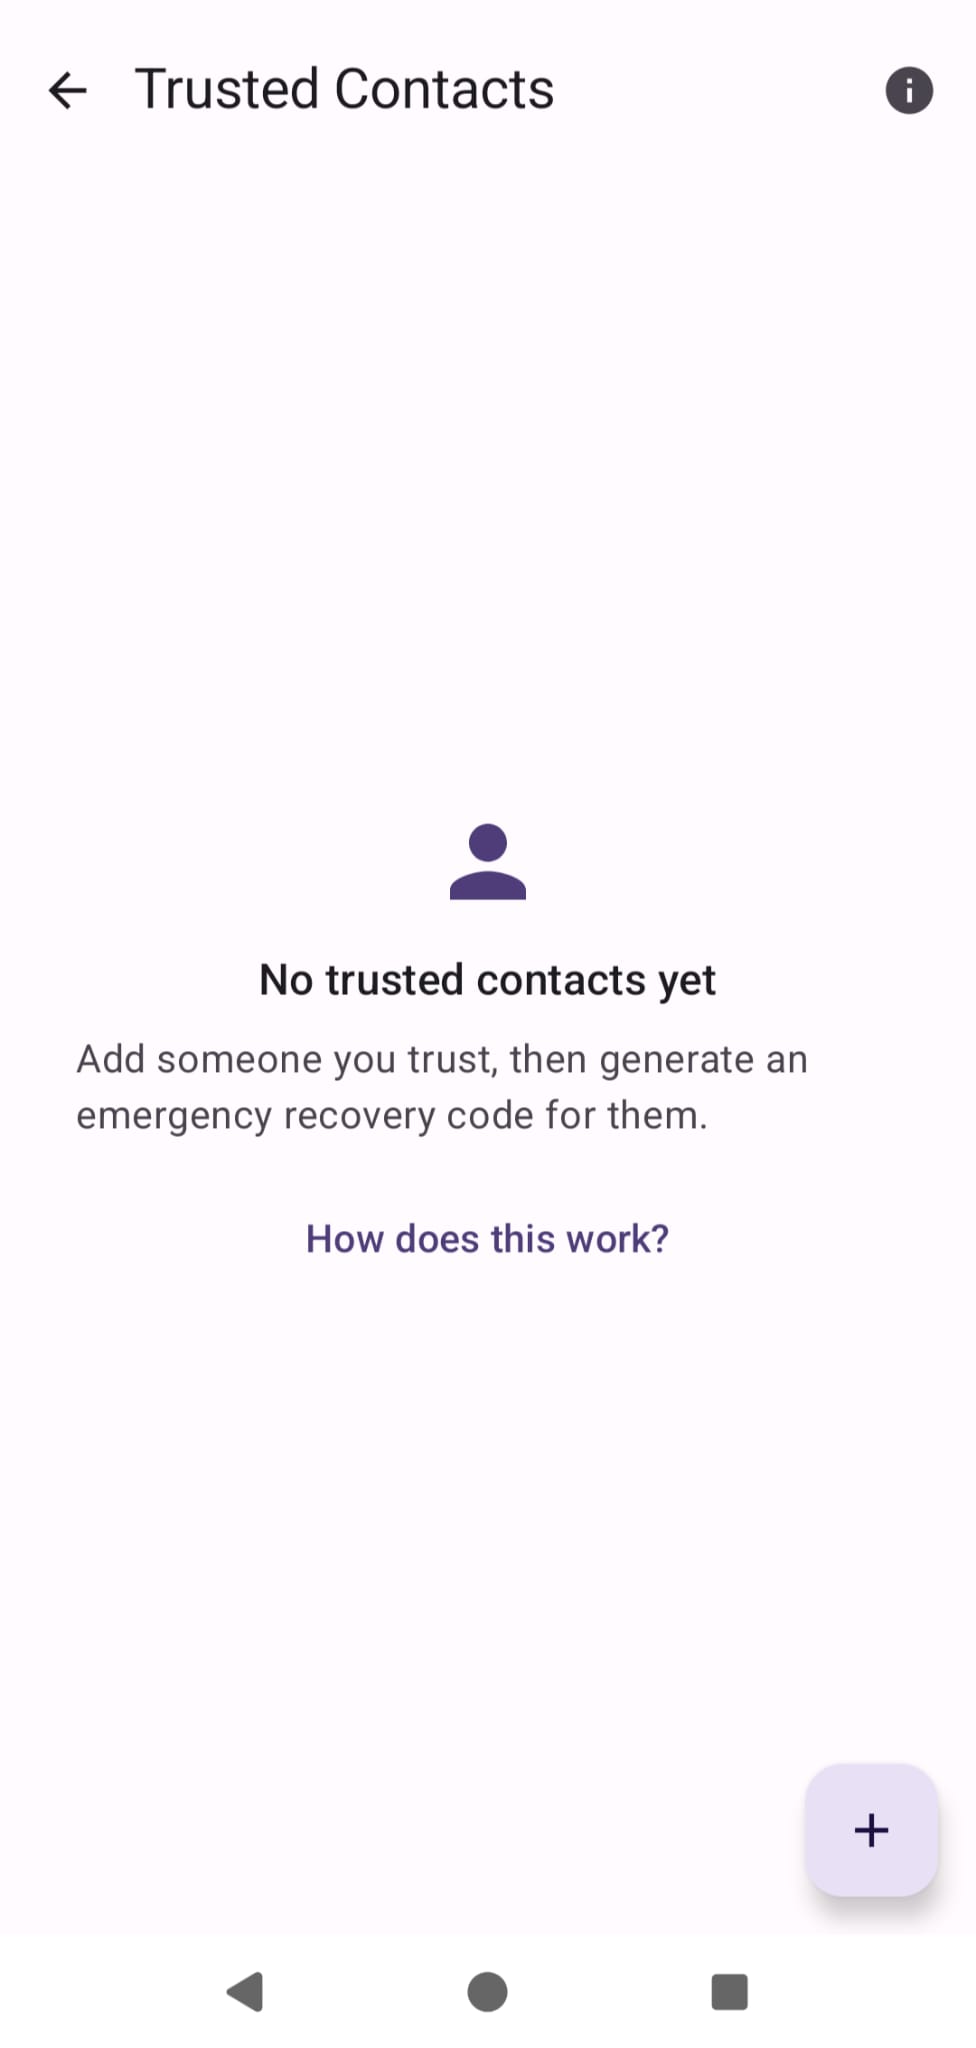 Trusted Contacts
No trusted contacts yet
Add someone you trust, then generate an
emergency recovery code for them.
How does this work?